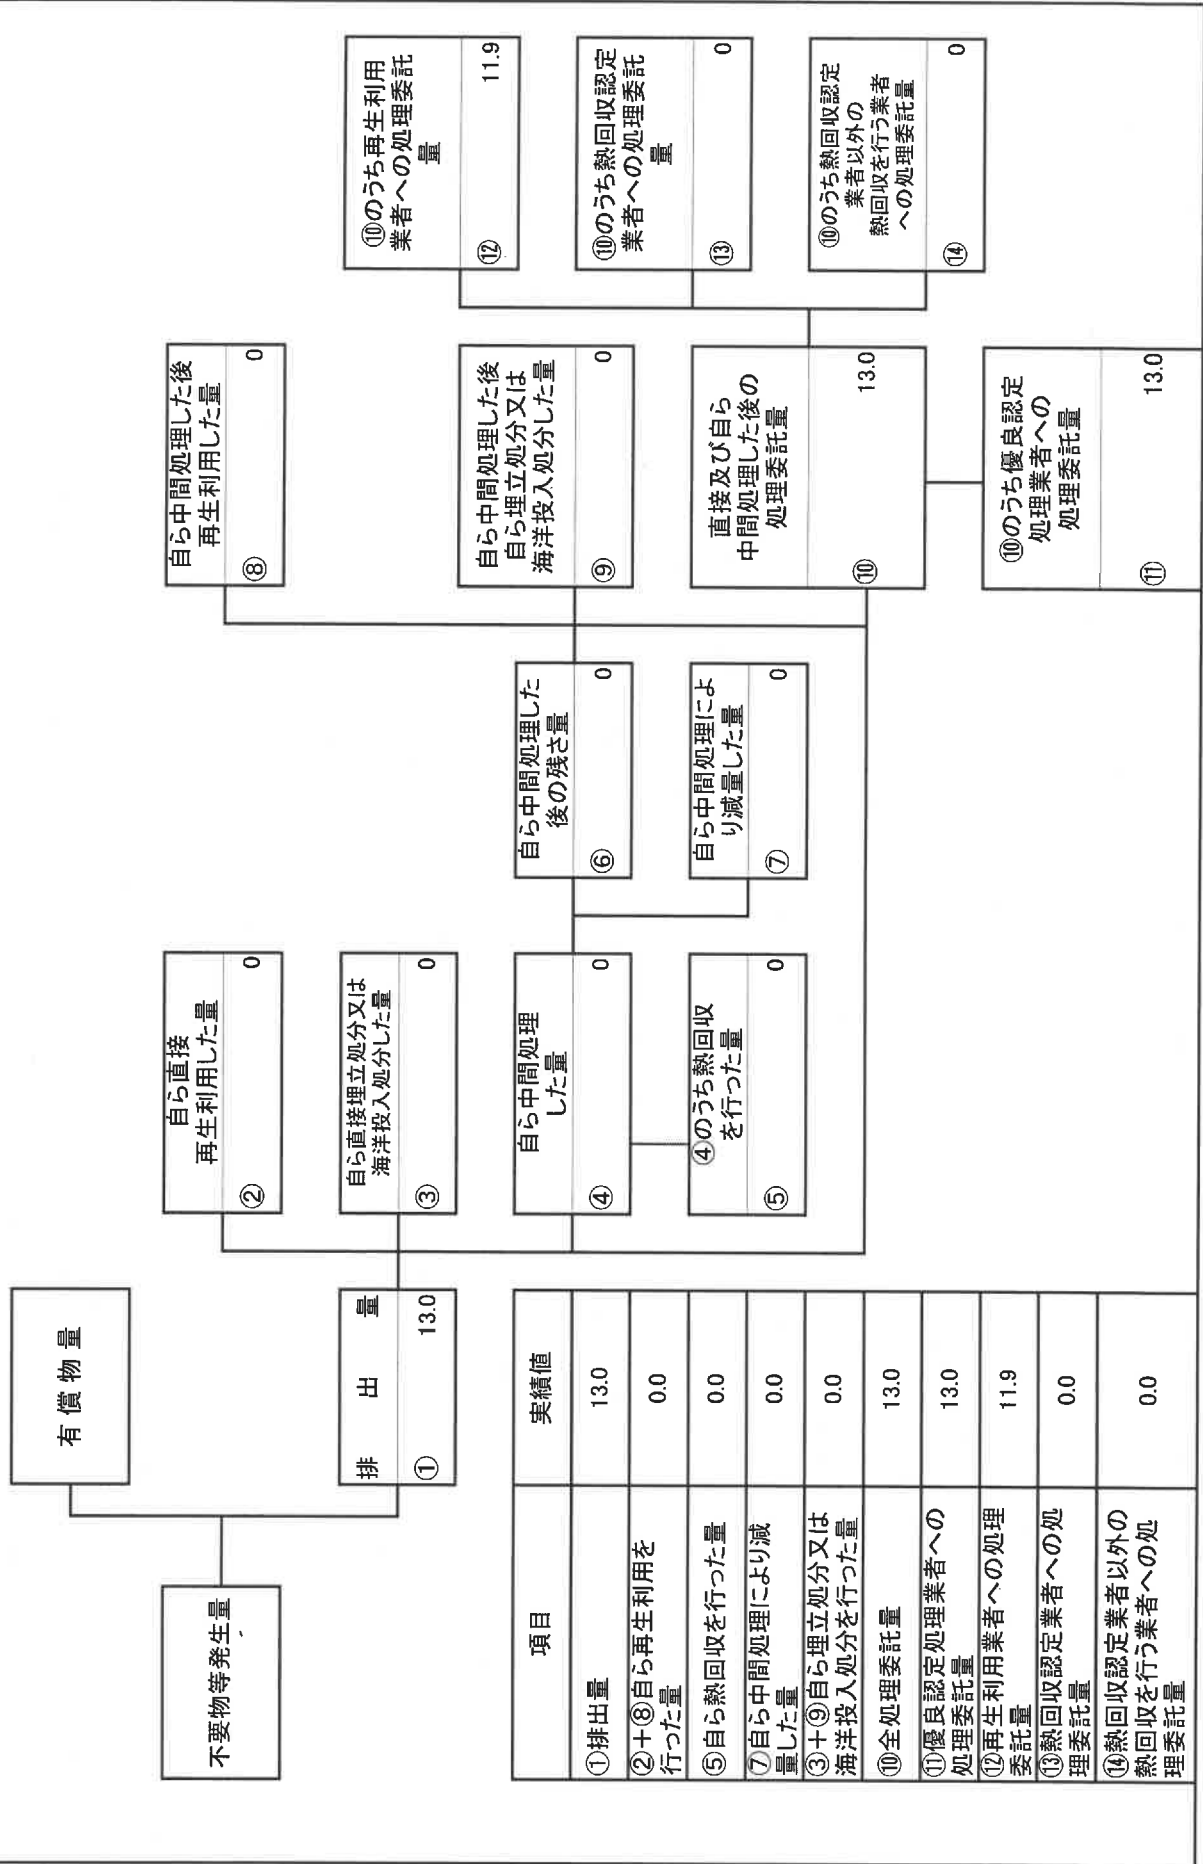 有償物量
不要物等発生量
排出量
① 13.0
自ら直接
再生利用した量
② 0
自ら直接埋立処分又は
海洋投入処分した量
③ 0
自ら中間処理
した量
④ 0
④のうち熱回収
を行った量
⑤ 0
自ら中間処理した
後の残さ量
⑥ 0
自ら中間処理によ
り減量した量
⑦ 0
自ら中間処理した後
再生利用した量
⑧ 0
自ら中間処理した後
自ら埋立処分又は
海洋投入処分した量
⑨ 0
直接及び自ら
中間処理した後の
処理委託量
⑩ 13.0
⑩のうち優良認定
処理業者への
処理委託量
⑪ 13.0
⑩のうち再生利用
業者への処理委託
量
⑫ 11.9
⑩のうち熱回収認定
業者への処理委託
量
⑬ 0
⑩のうち熱回収認定
業者以外の
熱回収を行う業者
への処理委託量
⑭ 0
項目 実績値
①排出量 13.0
②+⑧自ら再生利用を
行った量 0.0
⑤自ら熱回収を行った量 0.0
⑦自ら中間処理により減
量した量 0.0
③+⑨自ら埋立処分又は
海洋投入処分を行った量 0.0
⑩全処理委託量 13.0
⑪優良認定処理業者への
処理委託量 13.0
⑫再生利用業者への処理
委託量 11.9
⑬熱回収認定業者への処
理委託量 0.0
⑭熱回収認定業者以外の
熱回収を行う業者への処
理委託量 0.0